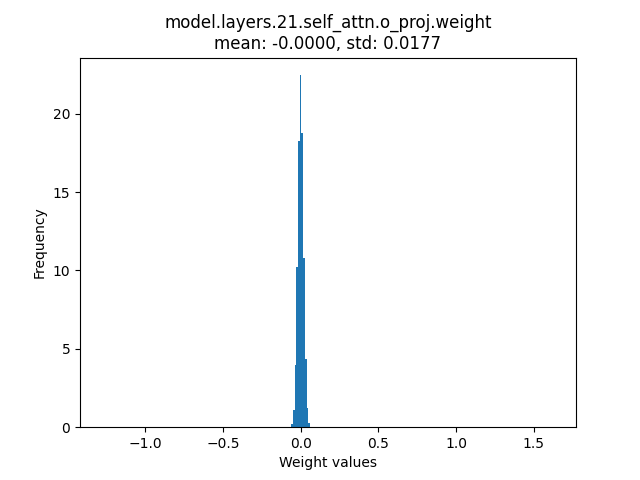 model.layers.21.self_attn.o_proj.weight
mean: -0.0000, std: 0.0177
20
15
10
5
0
Frequency
−1.0 −0.5 0.0 0.5 1.0 1.5
Weight values